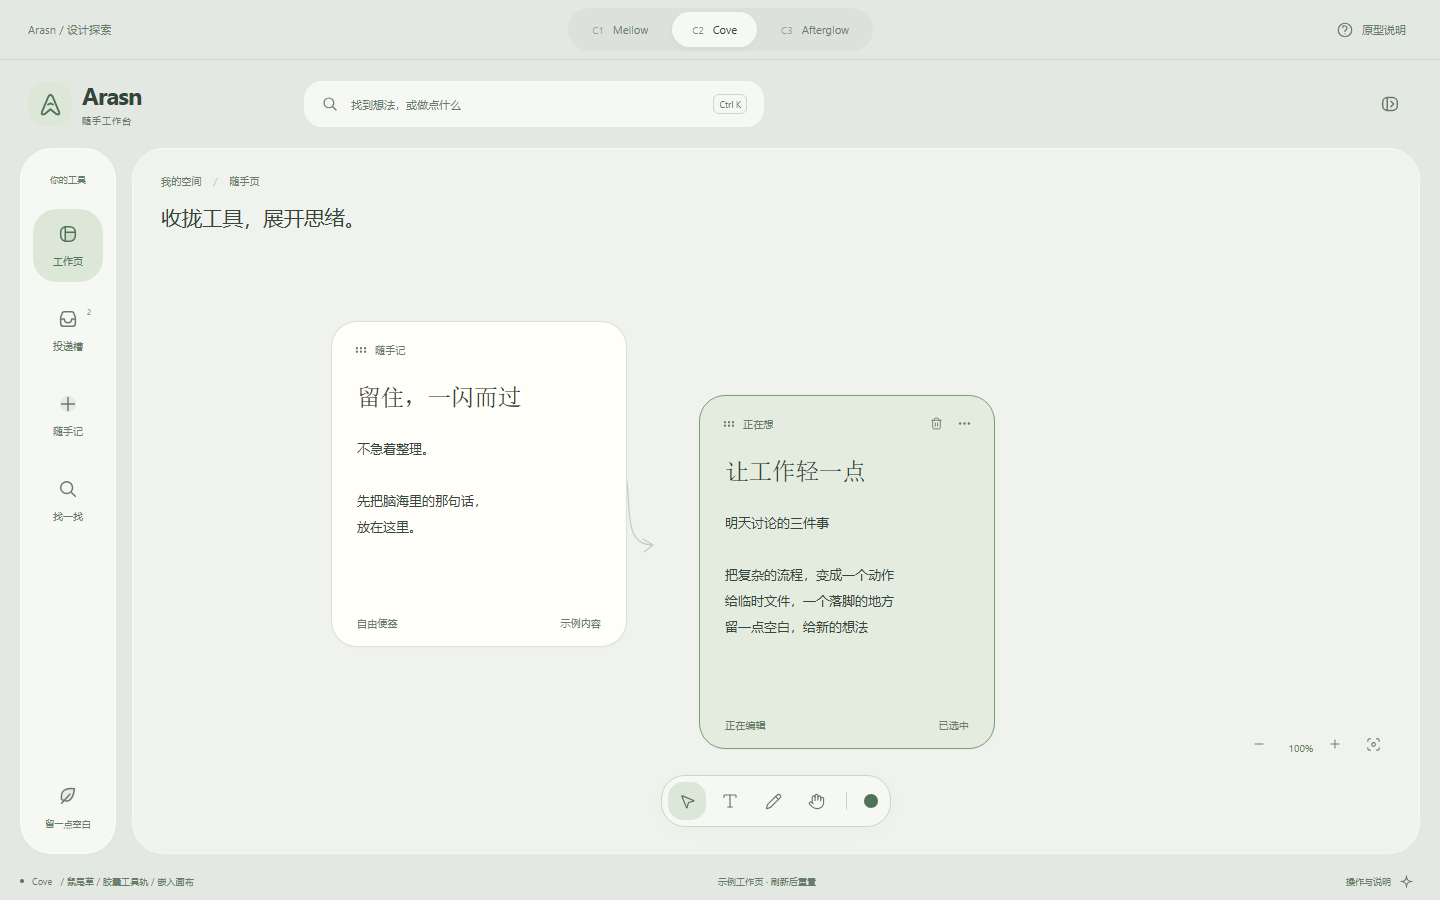 Arasn / 设计探索
C1 Mellow
C2 Cove
C3 Afterglow
原型说明
Arasn
随手工作台
找到想法，或做点什么
Ctrl K
你的工具
工作页
投递槽
2
随手记
找一找
留一点空白
我的空间 / 随手页
收拢工具，展开思绪。
随手记
留住，一闪而过
不急着整理。
先把脑海里的那句话，
放在这里。
自由便签
示例内容
正在想
让工作轻一点
明天讨论的三件事
把复杂的流程，变成一个动作
给临时文件，一个落脚的地方
留一点空白，给新的想法
正在编辑
已选中
100%
Cove / 鼠尾草 / 胶囊工具轨 / 嵌入画布
示例工作页 · 刷新后重置
操作与说明